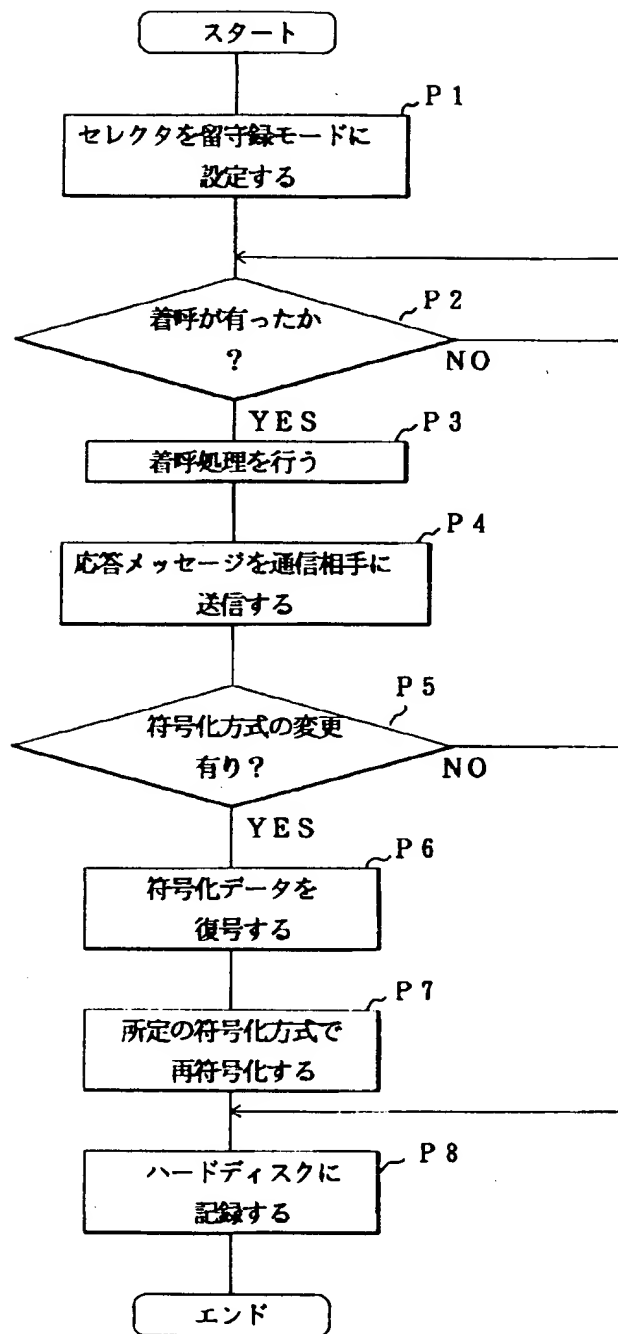 スタート
P1
セレクタを留守録モードに
設定する
P2
着呼が有ったか
?
NO
YES
P3
着呼処理を行う
P4
応答メッセージを通信相手に
送信する
P5
符号化方式の変更
有り?
NO
YES
P6
符号化データを
復号する
P7
所定の符号化方式で
再符号化する
P8
ハードディスクに
記録する
エンド